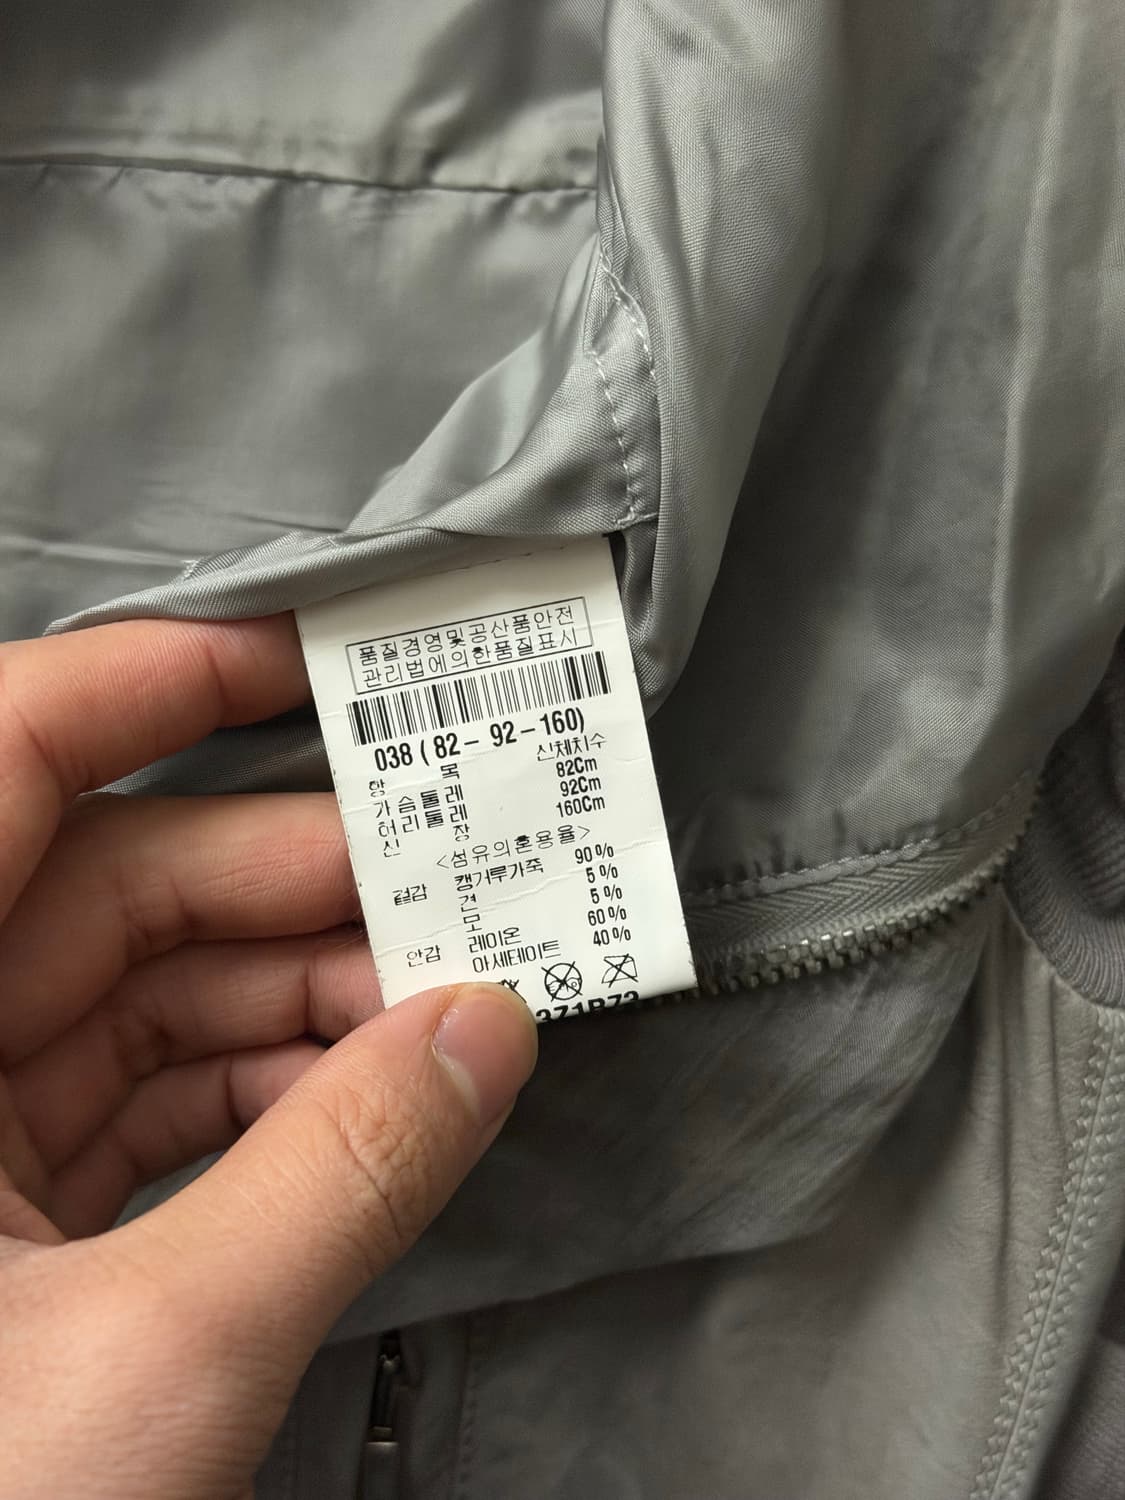 품질경영및공산품안전
관리법에의한품질표시
038 ( 82 – 92 – 160)
항 목 신체치수
가슴둘레 82Cm
허리둘레 92Cm
신 장 160Cm
<섬유의혼용율>
겉감 캥거루가죽 90%
견 5%
모 5%
안감 레이온 60%
아세테이트 40%